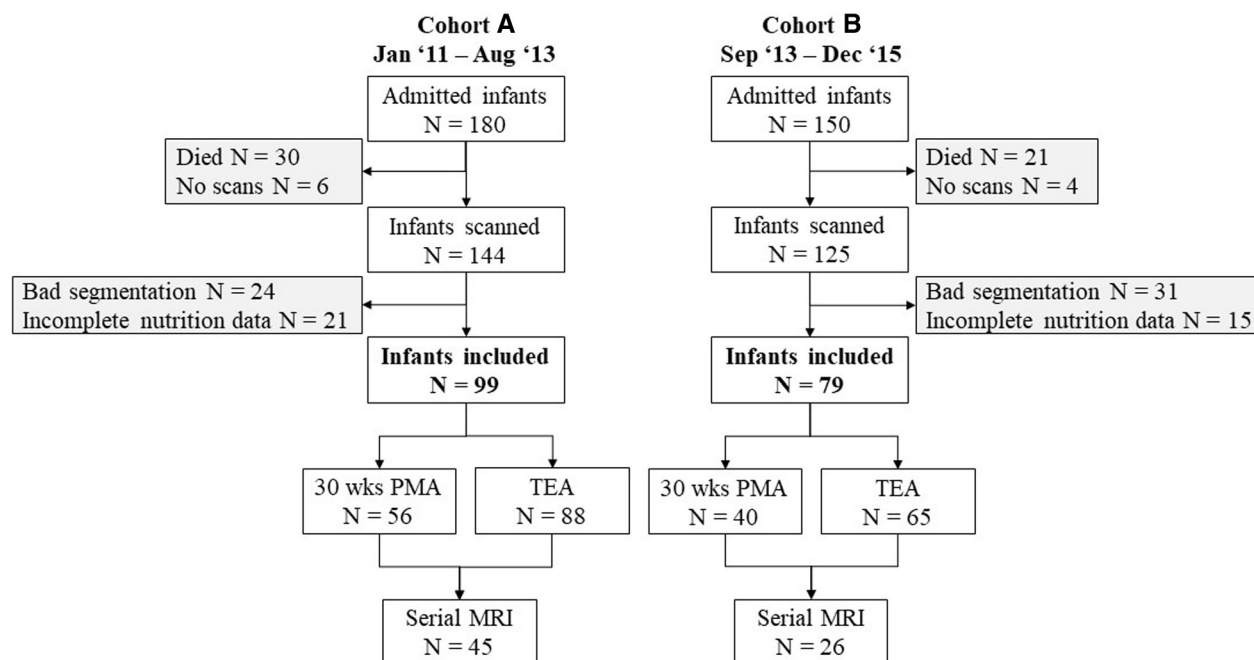 Cohort A
Jan ‘11 – Aug ‘13
Admitted infants
N = 180
Died N = 30
No scans N = 6
Infants scanned
N = 144
Bad segmentation N = 24
Incomplete nutrition data N = 21
Infants included
N = 99
30 wks PMA
N = 56
TEA
N = 88
Serial MRI
N = 45
Cohort B
Sep ‘13 – Dec ‘15
Admitted infants
N = 150
Died N = 21
No scans N = 4
Infants scanned
N = 125
Bad segmentation N = 31
Incomplete nutrition data N = 15
Infants included
N = 79
30 wks PMA
N = 40
TEA
N = 65
Serial MRI
N = 26